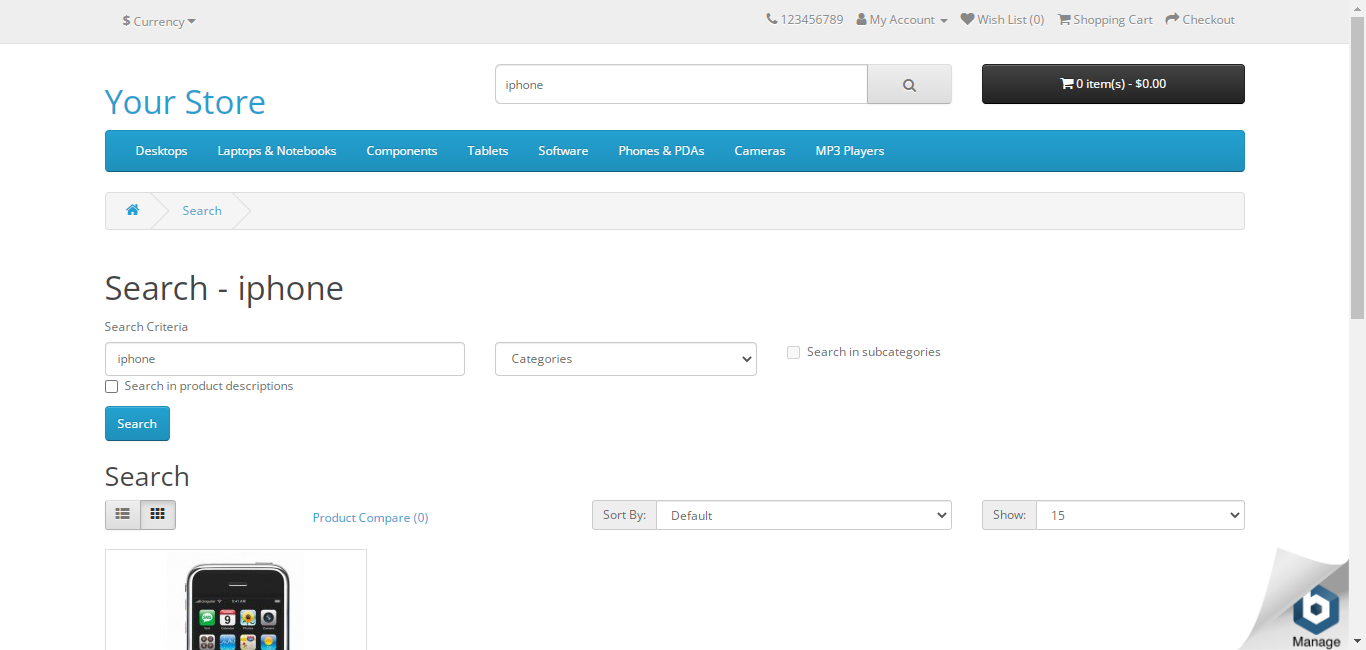 $ Currency
123456789 My Account Wish List (0) Shopping Cart Checkout
Your Store
iphone
0 item(s) - $0.00
Desktops Laptops & Notebooks Components Tablets Software Phones & PDAs Cameras MP3 Players
Search
Search - iphone
Search Criteria
iphone Categories Search in subcategories
Search in product descriptions
Search
Search
Product Compare (0) Sort By: Default Show: 15
9
Manage